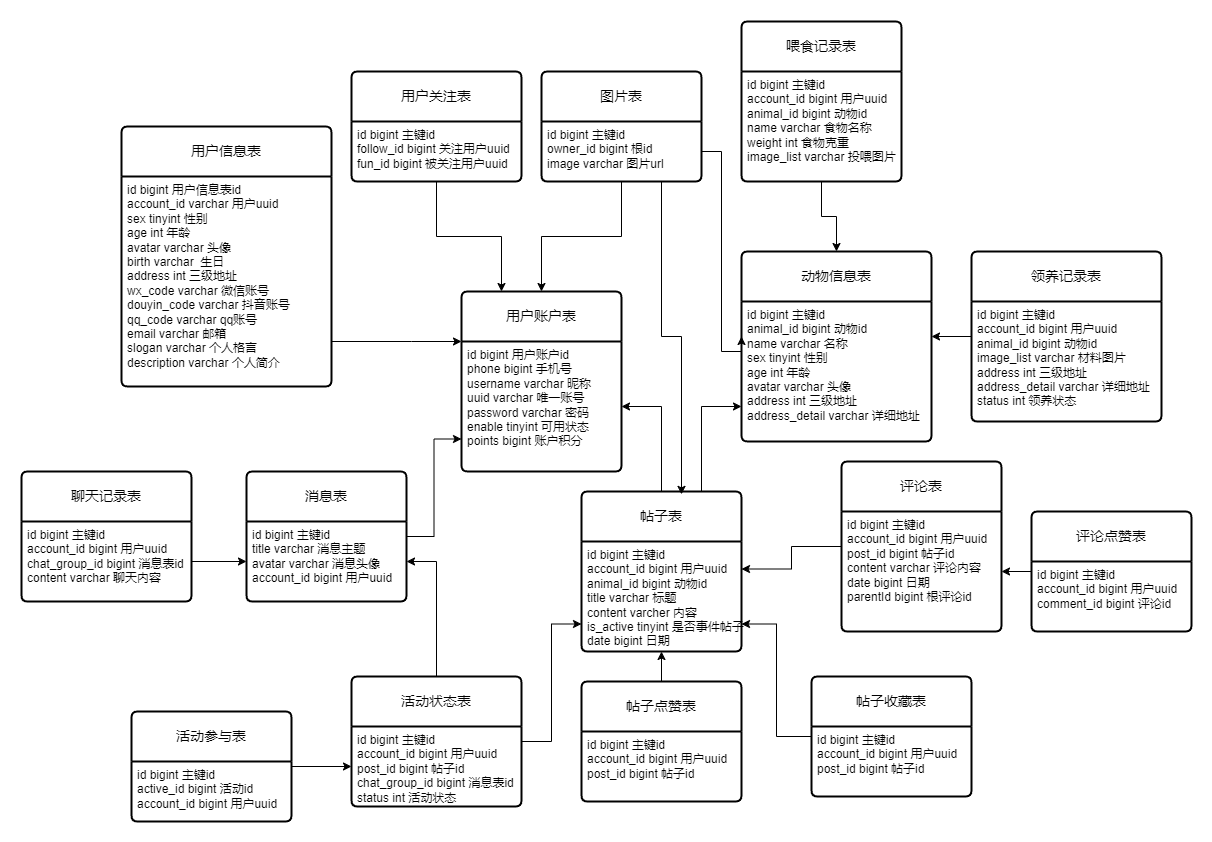 喂食记录表
id bigint 主键id
account_id bigint 用户uuid
animal_id bigint 动物id
name varchar 食物名称
weight int 食物克重
image_list varchar 投喂图片
用户关注表
id bigint 主键id
follow_id bigint 关注用户uuid
fun_id bigint 被关注用户uuid
图片表
id bigint 主键id
owner_id bigint 根id
image varchar 图片url
用户信息表
id bigint 用户信息表id
account_id varchar 用户uuid
sex tinyint 性别
age int 年龄
avatar varchar 头像
birth varchar  生日
address int 三级地址
wx_code varchar 微信账号
douyin_code varchar 抖音账号
qq_code varchar qq账号
email varchar 邮箱
slogan varchar 个人格言
description varchar 个人简介
用户账户表
id bigint 用户账户id
phone bigint 手机号
username varchar 昵称
uuid varchar 唯一账号
password varchar 密码
enable tinyint 可用状态
points bigint 账户积分
动物信息表
id bigint 主键id
animal_id bigint 动物id
name varchar 名称
sex tinyint 性别
age int 年龄
avatar varchar 头像
address int 三级地址
address_detail varchar 详细地址
领养记录表
id bigint 主键id
account_id bigint 用户uuid
animal_id bigint 动物id
image_list varchar 材料图片
address int 三级地址
address_detail varchar 详细地址
status int 领养状态
聊天记录表
id bigint 主键id
account_id bigint 用户uuid
chat_group_id bigint 消息表id
content varchar 聊天内容
消息表
id bigint 主键id
title varchar 消息主题
avatar varchar 消息头像
account_id bigint 用户uuid
帖子表
id bigint 主键id
account_id bigint 用户uuid
animal_id bigint 动物id
title varchar 标题
content varcher 内容
is_active tinyint 是否事件帖子
date bigint 日期
评论表
id bigint 主键id
account_id bigint 用户uuid
post_id bigint 帖子id
content varchar 评论内容
date bigint 日期
parentId bigint 根评论id
评论点赞表
id bigint 主键id
account_id bigint 用户uuid
comment_id bigint 评论id
活动参与表
id bigint 主键id
active_id bigint 活动id
account_id bigint 用户uuid
活动状态表
id bigint 主键id
account_id bigint 用户uuid
post_id bigint 帖子id
chat_group_id bigint 消息表id
status int 活动状态
帖子点赞表
id bigint 主键id
account_id bigint 用户uuid
post_id bigint 帖子id
帖子收藏表
id bigint 主键id
account_id bigint 用户uuid
post_id bigint 帖子id